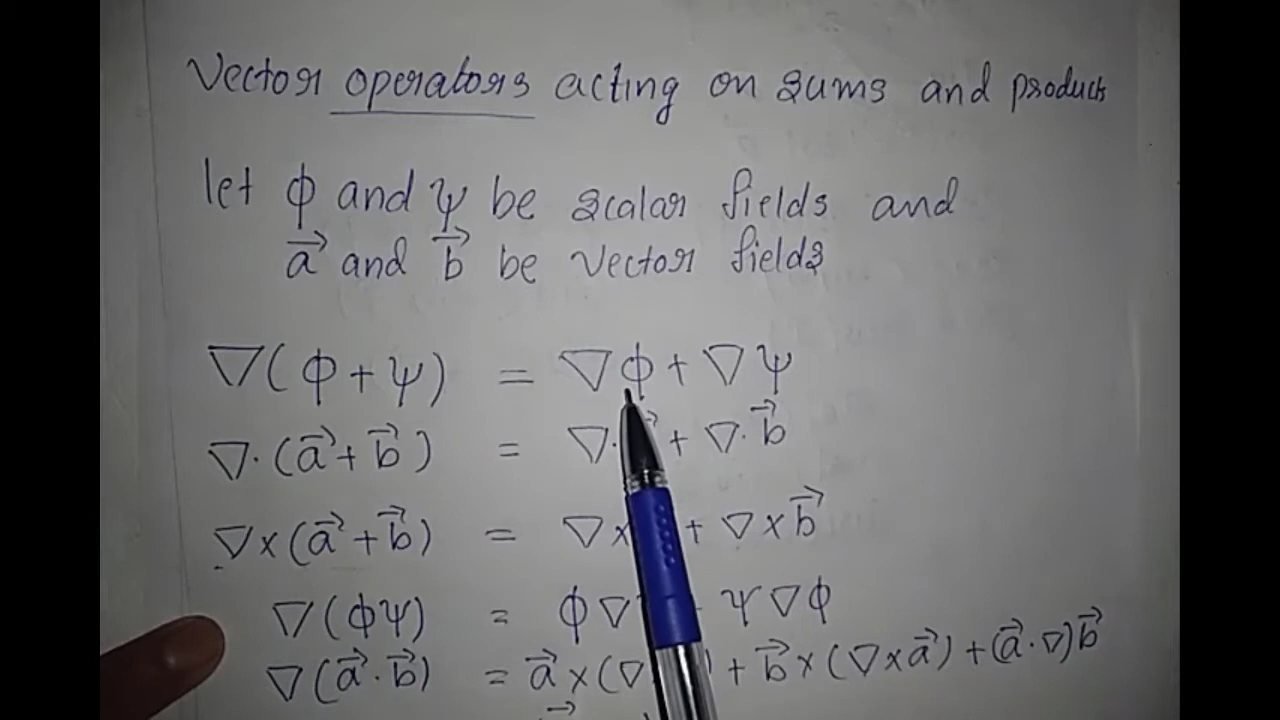 Vector operators acting on sums and products
let ϕ and ψ be scalar fields and
a⃗ and b⃗ be vector fields
∇(ϕ+ψ) = ∇ϕ + ∇ψ
∇·(a⃗+b⃗) = ∇· + ∇·b⃗
∇×(a⃗+b⃗) = ∇× + ∇×b⃗
∇(ϕψ) = ϕ∇ ψ∇ϕ
∇(a⃗·b⃗) = a⃗×(∇ ) + b⃗×(∇×a⃗) + (a⃗·∇)b⃗